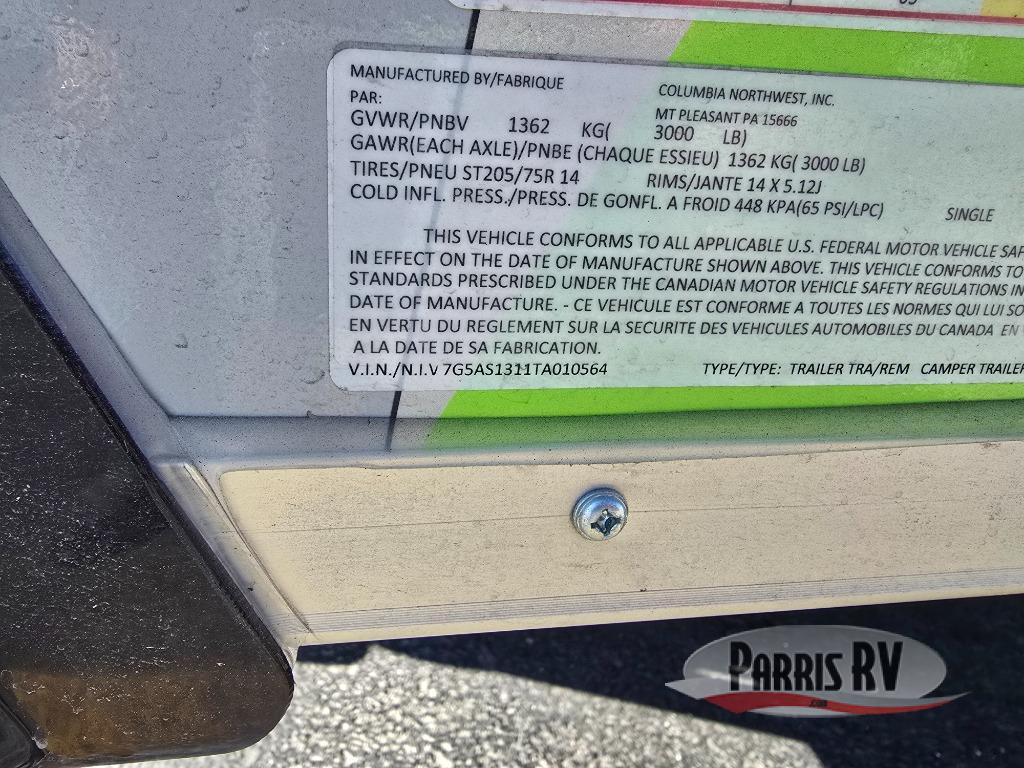 MANUFACTURED BY/FABRIQUE COLUMBIA NORTHWEST, INC.
PAR: MT PLEASANT PA 15666
GVWR/PNBV 1362 KG( 3000 LB)
GAWR(EACH AXLE)/PNBE (CHAQUE ESSIEU) 1362 KG( 3000 LB)
TIRES/PNEU ST205/75R 14 RIMS/JANTE 14 X 5.12J
COLD INFL. PRESS./PRESS. DE GONFL. A FROID 448 KPA(65 PSI/LPC) SINGLE
THIS VEHICLE CONFORMS TO ALL APPLICABLE U.S. FEDERAL MOTOR VEHICLE SAF
IN EFFECT ON THE DATE OF MANUFACTURE SHOWN ABOVE. THIS VEHICLE CONFORMS TO
STANDARDS PRESCRIBED UNDER THE CANADIAN MOTOR VEHICLE SAFETY REGULATIONS IN
DATE OF MANUFACTURE. - CE VEHICULE EST CONFORME A TOUTES LES NORMES QUI LUI SO
EN VERTU DU REGLEMENT SUR LA SECURITE DES VEHICULES AUTOMOBILES DU CANADA EN
A LA DATE DE SA FABRICATION.
V.I.N./N.I.V 7G5AS1311TA010564 TYPE/TYPE: TRAILER TRA/REM CAMPER TRAILER
PARRIS RV
.com